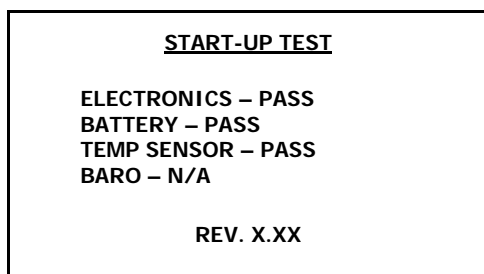 START-UP TEST
ELECTRONICS – PASS
BATTERY – PASS
TEMP SENSOR – PASS
BARO – N/A
REV. X.XX